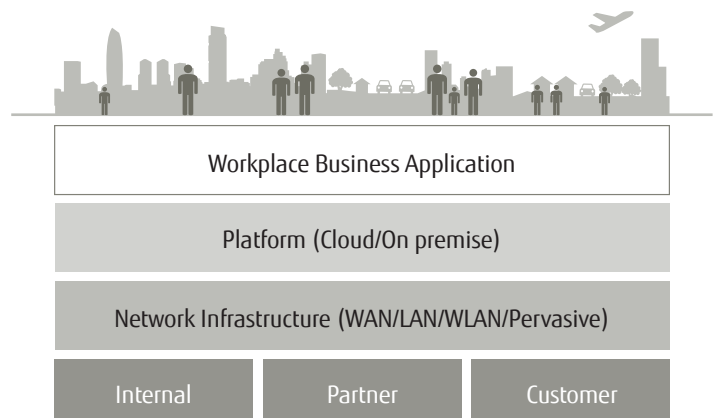 Workplace Business Application
Platform (Cloud/On premise)
Network Infrastructure (WAN/LAN/WLAN/Pervasive)
Internal
Partner
Customer